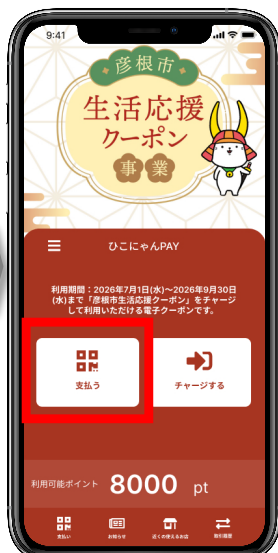 9:41
彦根市
生活応援
クーポン
事業
ひこにゃんPAY
利用期間：2026年7月1日(水)〜2026年9月30日
(水)まで「彦根市生活応援クーポン」をチャージ
して利用いただける電子クーポンです。
支払う
チャージする
利用可能ポイント 8000 pt
支払い
お知らせ
近くの使えるお店
取引履歴